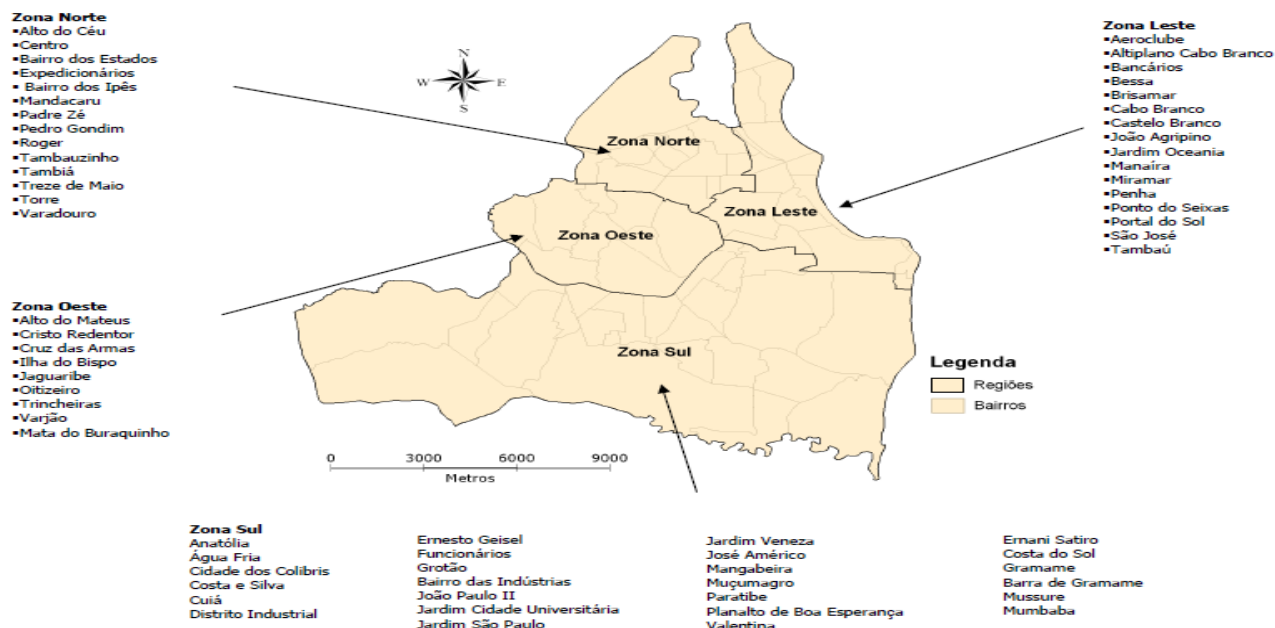 Zona Norte
▪Alto do Céu
▪Centro
▪Bairro dos Estados
▪Expedicionários
▪ Bairro dos Ipês
▪Mandacaru
▪Padre Zé
▪Pedro Gondim
▪Roger
▪Tambauzinho
▪Tambiá
▪Treze de Maio
▪Torre
▪Varadouro
N
W E
S
Zona Norte
Zona Leste
Zona Oeste
Zona Sul
Zona Leste
▪Aeroclube
▪Altiplano Cabo Branco
▪Bancários
▪Bessa
▪Brisamar
▪Cabo Branco
▪Castelo Branco
▪João Agripino
▪Jardim Oceania
▪Manaíra
▪Miramar
▪Penha
▪Ponto do Seixas
▪Portal do Sol
▪São José
▪Tambaú
Zona Oeste
▪Alto do Mateus
▪Cristo Redentor
▪Cruz das Armas
▪Ilha do Bispo
▪Jaguaribe
▪Oitizeiro
▪Trincheiras
▪Varjão
▪Mata do Buraquinho
Legenda
Regiões
Bairros
0 3000 6000 9000
Metros
Zona Sul
Anatólia
Água Fria
Cidade dos Colibris
Costa e Silva
Cuiá
Distrito Industrial
Ernesto Geisel
Funcionários
Grotão
Bairro das Indústrias
João Paulo II
Jardim Cidade Universitária
Jardim São Paulo
Jardim Veneza
José Américo
Mangabeira
Muçumagro
Paratibe
Planalto de Boa Esperança
Valentina
Ernani Satiro
Costa do Sol
Gramame
Barra de Gramame
Mussure
Mumbaba